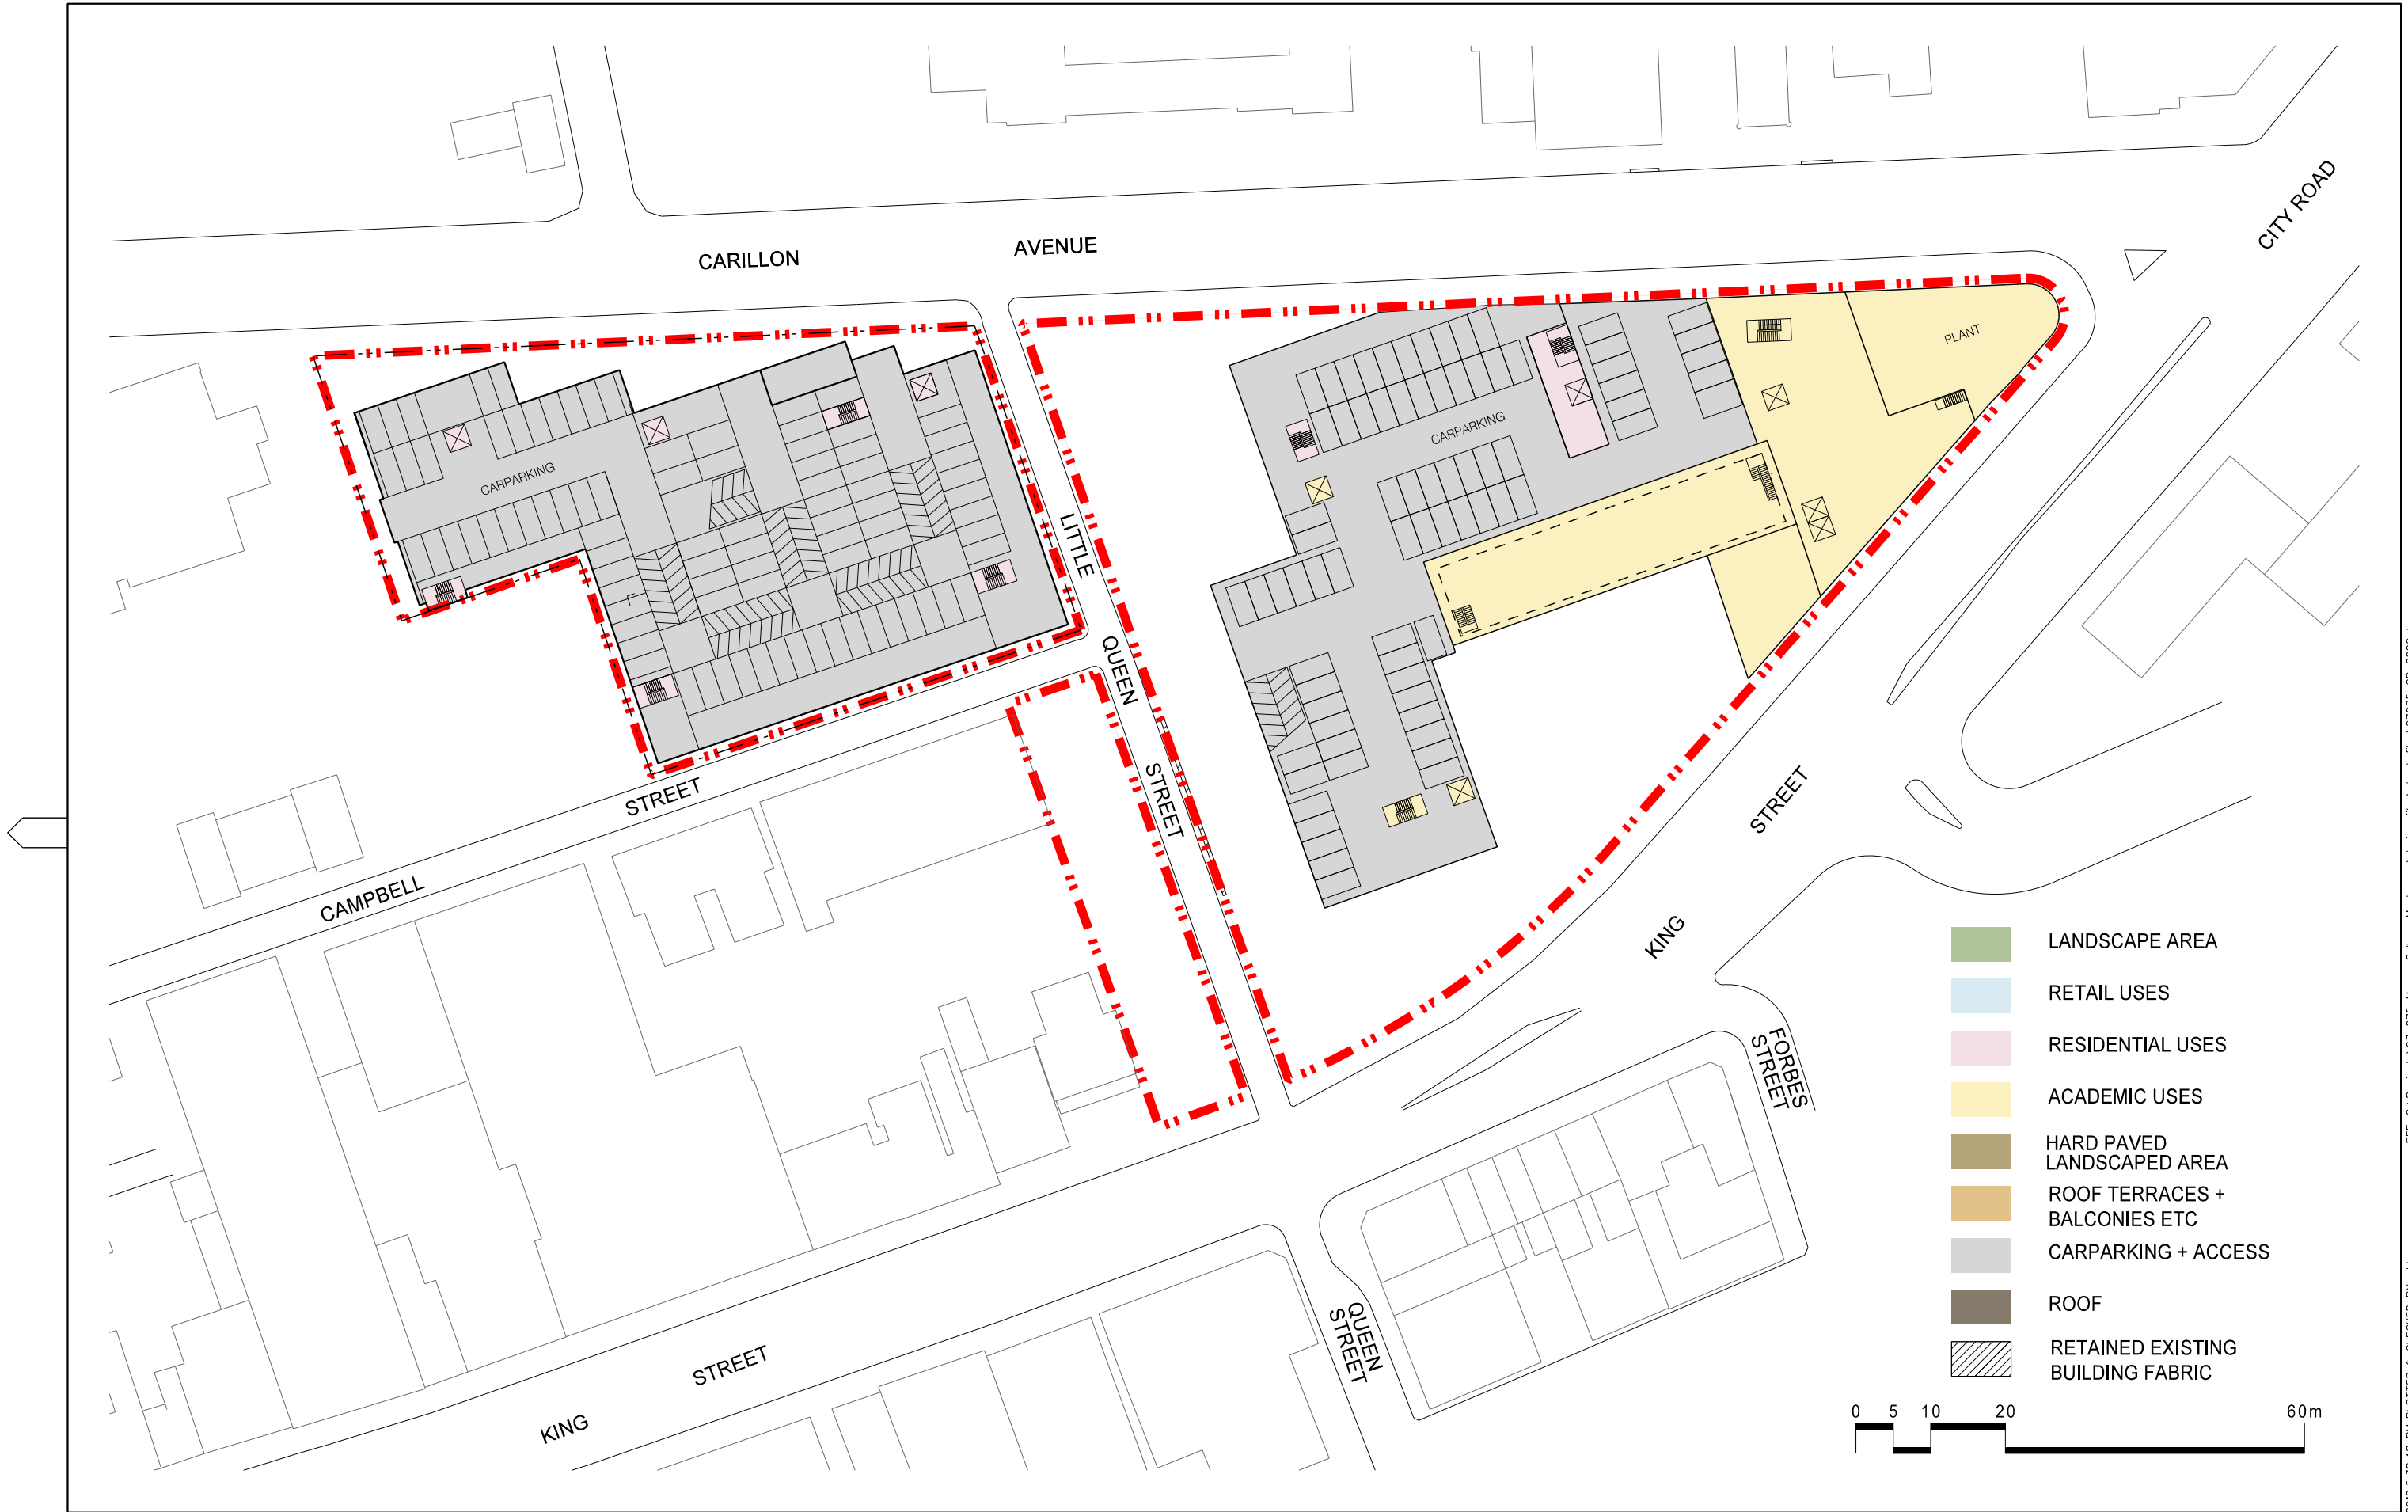 CARILLON AVENUE
CITY ROAD
PLANT
CARPARKING
CARPARKING
LITTLE QUEEN STREET
CAMPBELL STREET
KING STREET
FORBES
STREET
QUEEN
STREET
KING STREET
LANDSCAPE AREA
RETAIL USES
RESIDENTIAL USES
ACADEMIC USES
HARD PAVED
LANDSCAPED AREA
ROOF TERRACES +
BALCONIES ETC
CARPARKING + ACCESS
ROOF
RETAINED EXISTING
BUILDING FABRIC
0 5 10 20 60m